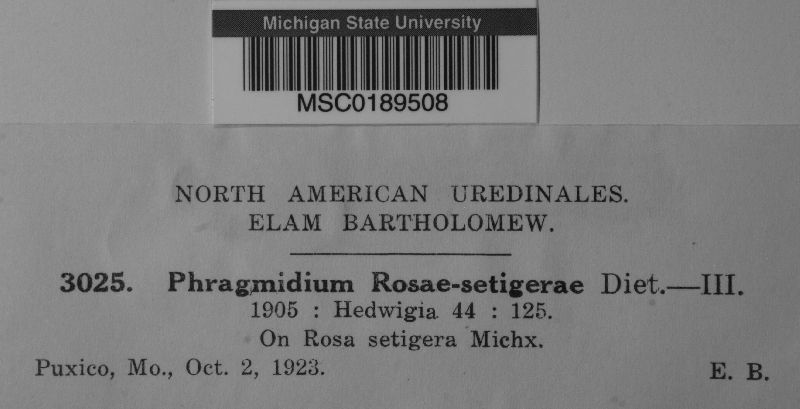 Michigan State University
MSC0189508
NORTH AMERICAN UREDINALES.
ELAM BARTHOLOMEW.
3025. Phragmidium Rosae-setigerae Diet.—III.
1905 : Hedwigia 44 : 125.
On Rosa setigera Michx.
Puxico, Mo., Oct. 2, 1923. E. B.